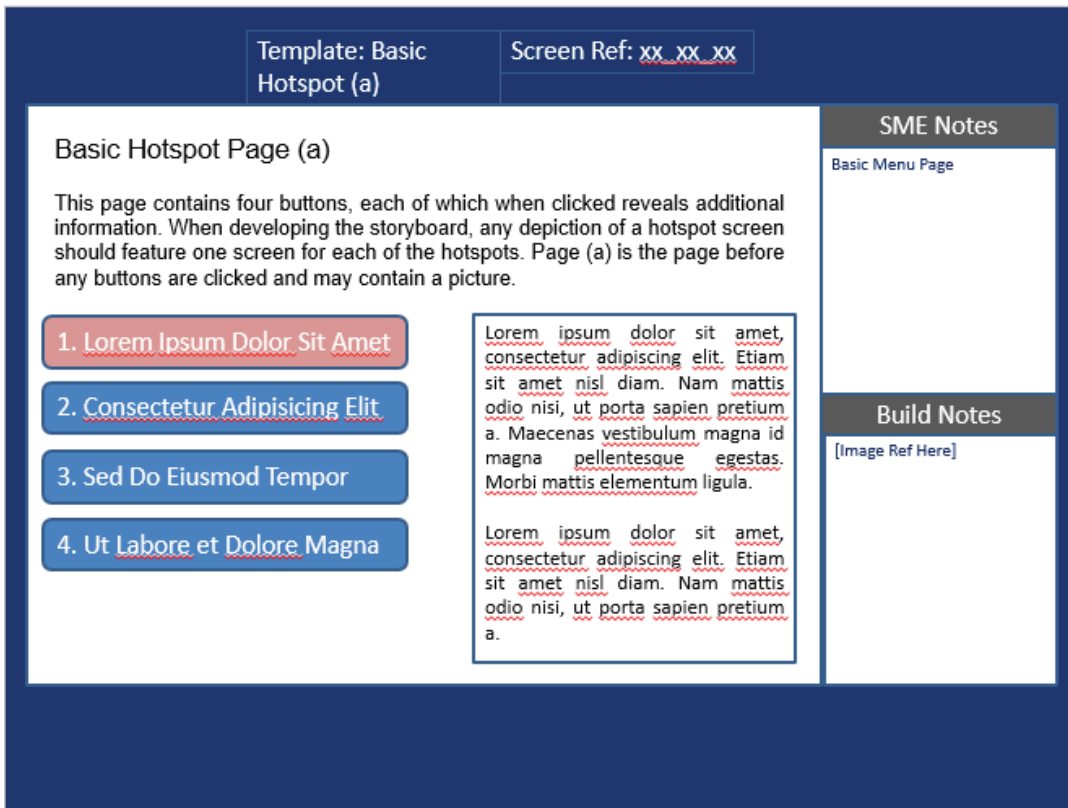 Template: Basic
Hotspot (a)
Screen Ref: xx_xx_xx
Basic Hotspot Page (a)
This page contains four buttons, each of which when clicked reveals additional
information. When developing the storyboard, any depiction of a hotspot screen
should feature one screen for each of the hotspots. Page (a) is the page before
any buttons are clicked and may contain a picture.
1. Lorem Ipsum Dolor Sit Amet
2. Consectetur Adipisicing Elit
3. Sed Do Eiusmod Tempor
4. Ut Labore et Dolore Magna
Lorem ipsum dolor sit amet,
consectetur adipiscing elit. Etiam
sit amet nisl diam. Nam mattis
odio nisi, ut porta sapien pretium
a. Maecenas vestibulum magna id
magna pellentesque egestas.
Morbi mattis elementum ligula.
Lorem ipsum dolor sit amet,
consectetur adipiscing elit. Etiam
sit amet nisl diam. Nam mattis
odio nisi, ut porta sapien pretium
a.
SME Notes
Basic Menu Page
Build Notes
[Image Ref Here]